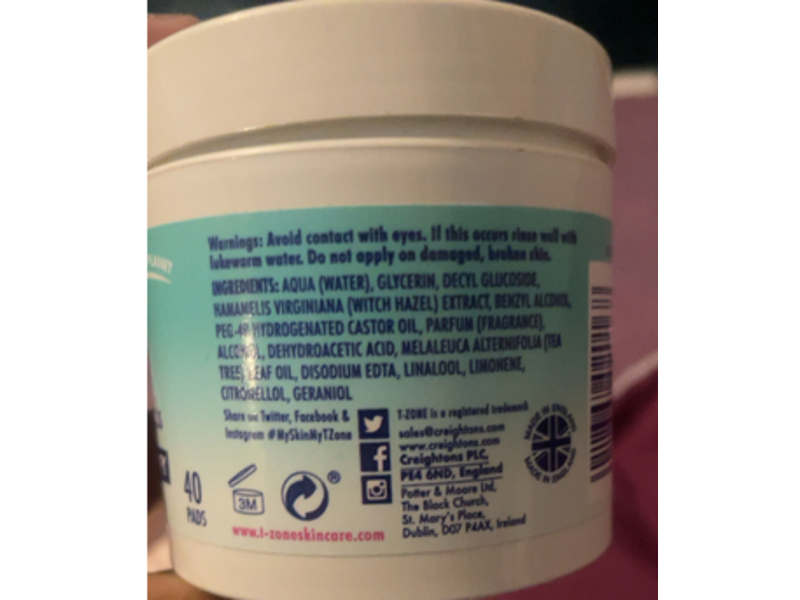 PLANET
Warnings: Avoid contact with eyes. If this occurs rinse well with
lukewarm water. Do not apply on damaged, broken skin.
INGREDIENTS: AQUA (WATER), GLYCERIN, DECYL GLUCOSIDE,
HAMAMELIS VIRGINIANA (WITCH HAZEL) EXTRACT, BENZYL ALCOHOL,
PEG-40 HYDROGENATED CASTOR OIL, PARFUM (FRAGRANCE),
ALCOHOL, DEHYDROACETIC ACID, MELALEUCA ALTERNIFOLIA (TEA
TREE) LEAF OIL, DISODIUM EDTA, LINALOOL, LIMONENE,
CITRONELLOL, GERANIOL
Share on Twitter, Facebook &
Instagram #MySkinMyTZone
T-ZONE is a registered trademark
sales@creightons.com
www.creightons.com
Creightons PLC,
PE4 6ND, England
Potter & Moore Ltd,
The Black Church,
St. Mary's Place,
Dublin, D07 P4AX, Ireland
MADE IN ENGLAND
MADE IN ENGLAND
40
PADS
3M
®
www.t-zoneskincare.com